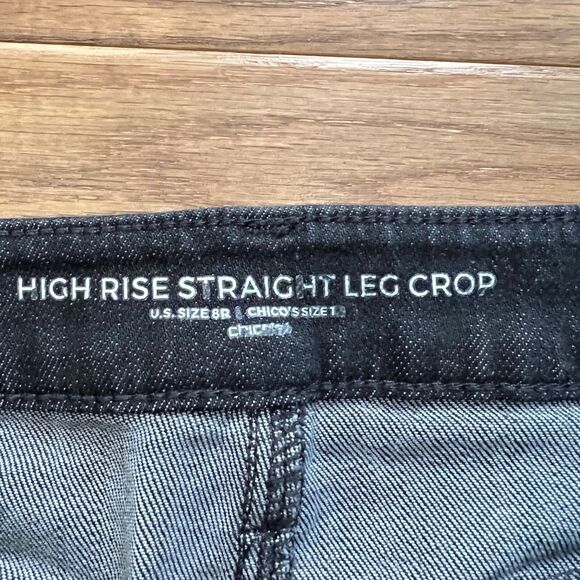 HIGH RISE STRAIGHT LEG CROP
U.S. SIZE 8R | CHICO'S SIZE 1
chico's